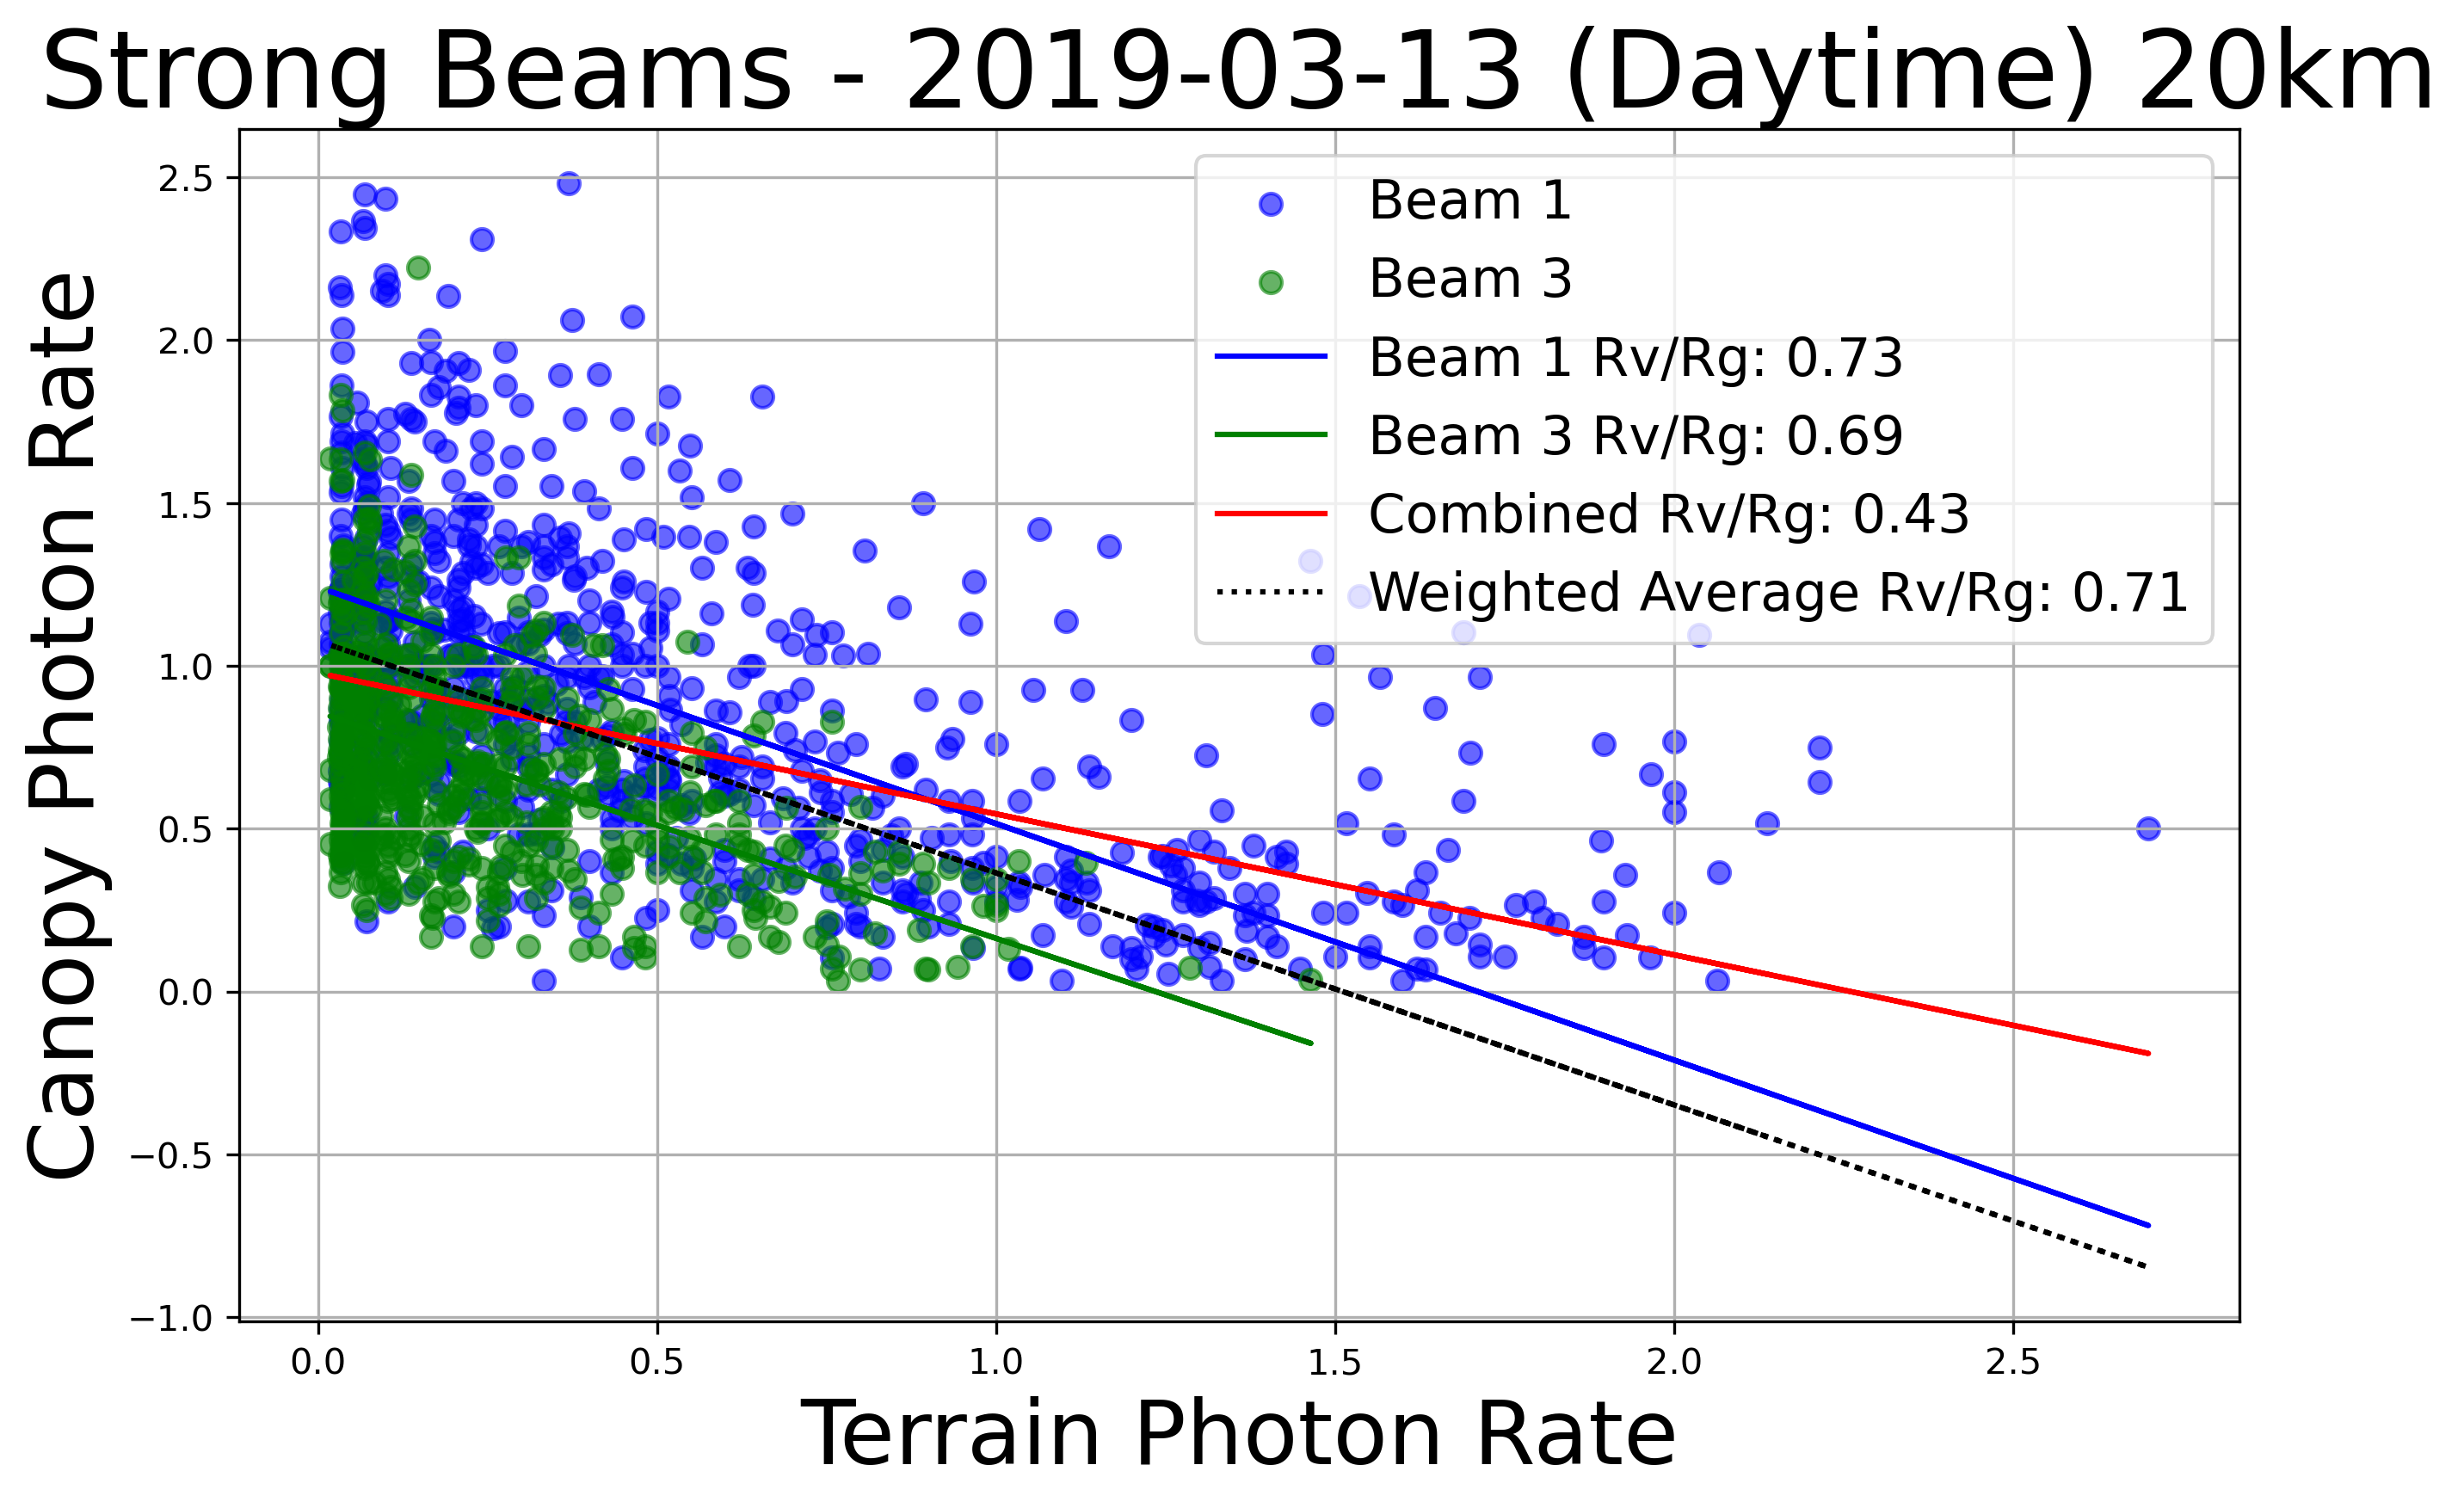 Strong Beams - 2019-03-13 (Daytime) 20km
Canopy Photon Rate
2.5
2.0
1.5
1.0
0.5
0.0
−0.5
−1.0
Beam 1
Beam 3
Beam 1 Rv/Rg: 0.73
Beam 3 Rv/Rg: 0.69
Combined Rv/Rg: 0.43
Weighted Average Rv/Rg: 0.71
0.0 0.5 1.0 1.5 2.0 2.5
Terrain Photon Rate